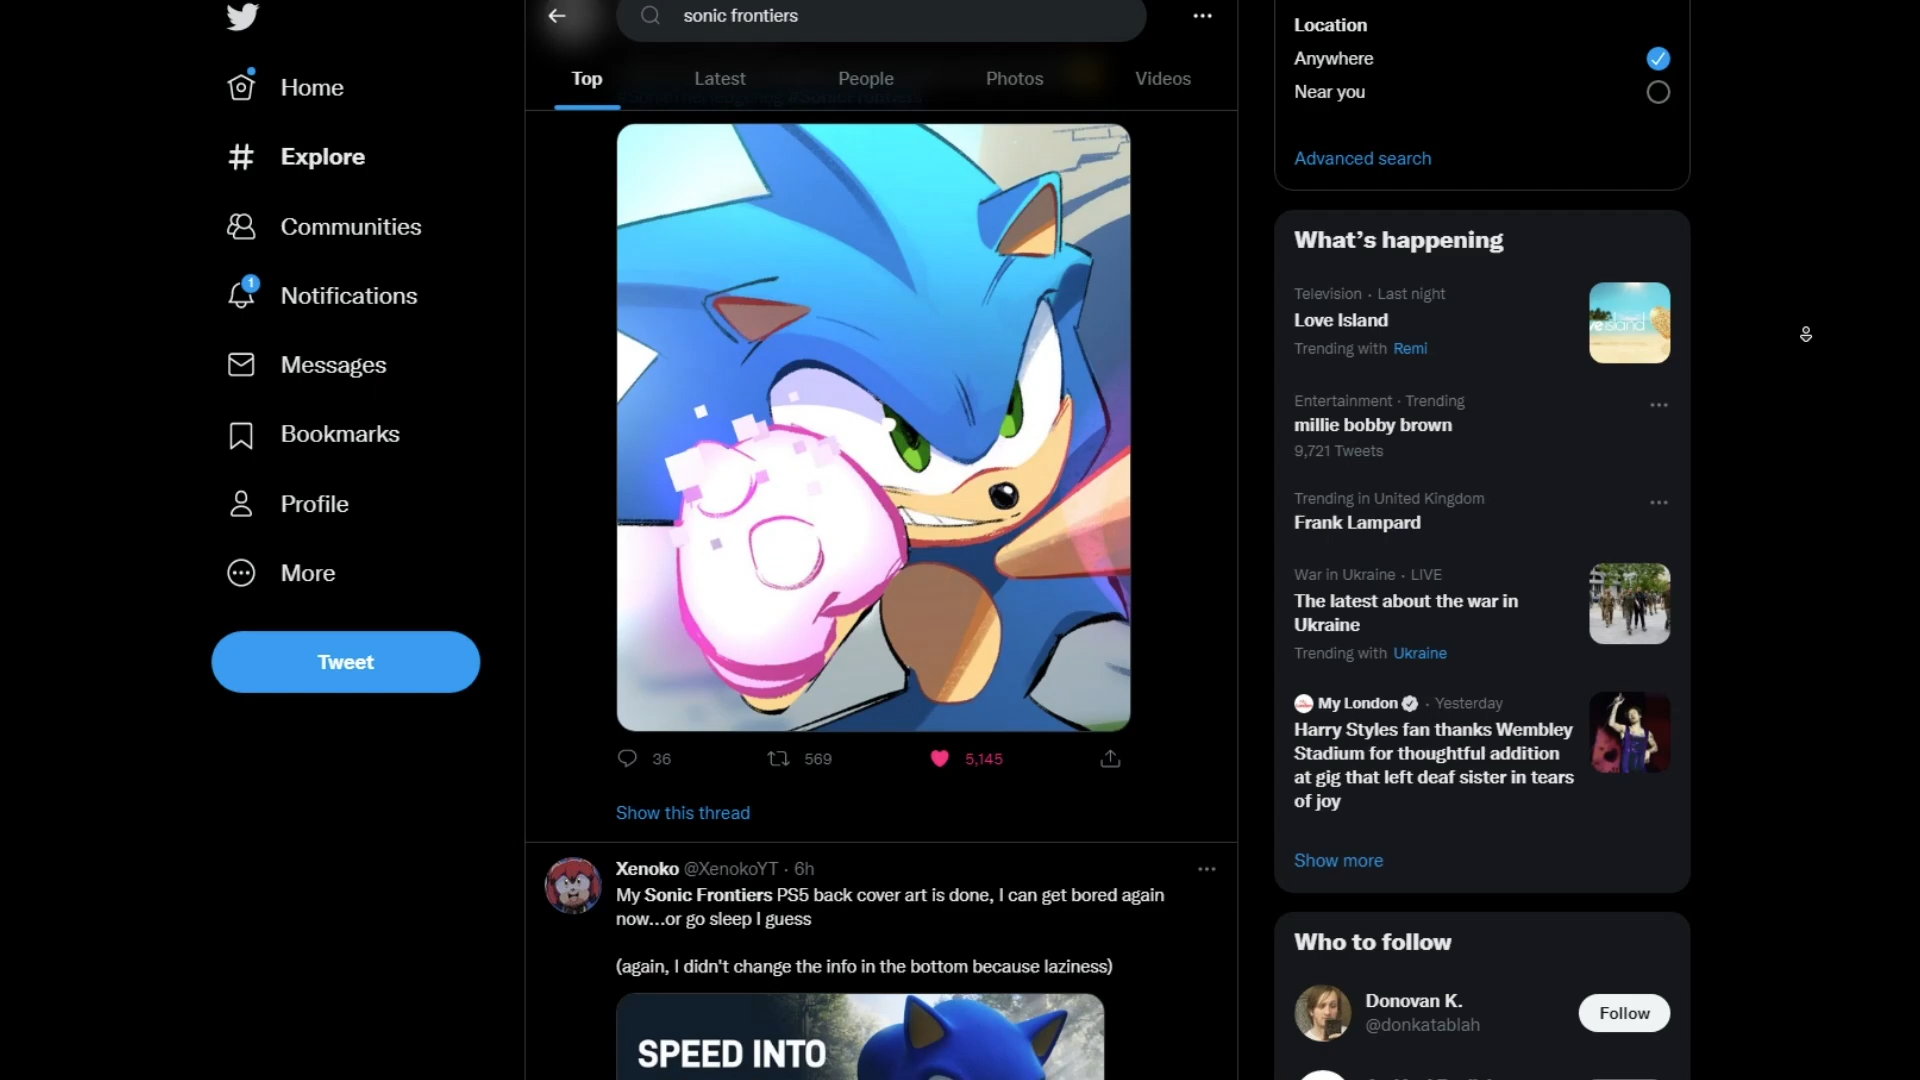 sonic frontiers
Top
Latest
People
Photos
Videos
Home
Explore
Communities
1
Notifications
Messages
Bookmarks
Profile
More
Tweet
36
569
5,145
Show this thread
Xenoko @XenokoYT · 6h
My Sonic Frontiers PS5 back cover art is done, I can get bored again
now...or go sleep I guess
(again, I didn't change the info in the bottom because laziness)
SPEED INTO
Location
Anywhere
Near you
Advanced search
What's happening
Television · Last night
Love Island
Trending with Remi
Entertainment · Trending
millie bobby brown
9,721 Tweets
Trending in United Kingdom
Frank Lampard
War in Ukraine · LIVE
The latest about the war in
Ukraine
Trending with Ukraine
My London · Yesterday
Harry Styles fan thanks Wembley
Stadium for thoughtful addition
at gig that left deaf sister in tears
of joy
Show more
Who to follow
Donovan K.
@donkatablah
Follow